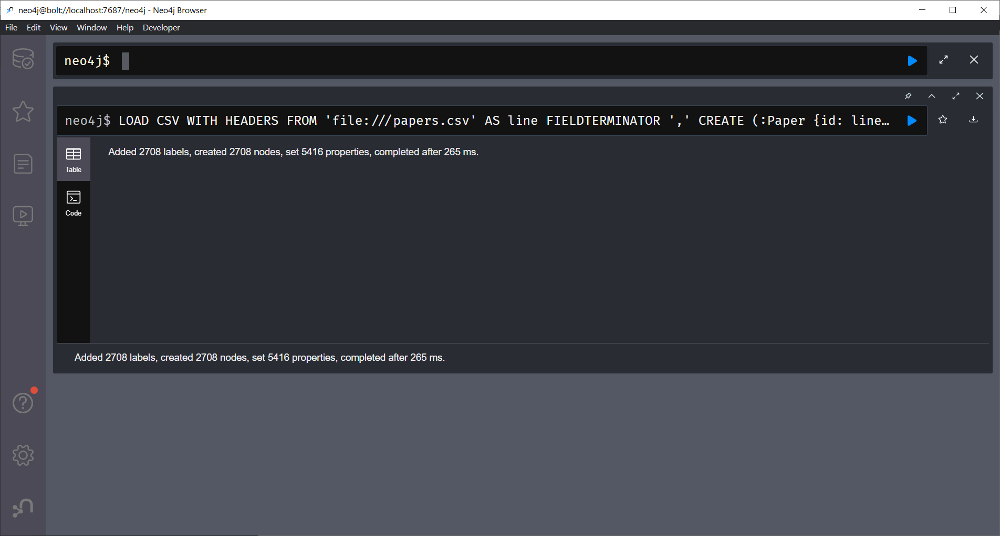 neo4j@bolt://localhost:7687/neo4j - Neo4j Browser
File Edit View Window Help Developer
neo4j$
neo4j$ LOAD CSV WITH HEADERS FROM 'file:///papers.csv' AS line FIELDTERMINATOR ',' CREATE (:Paper {id: line…
Added 2708 labels, created 2708 nodes, set 5416 properties, completed after 265 ms.
Table
Code
Added 2708 labels, created 2708 nodes, set 5416 properties, completed after 265 ms.